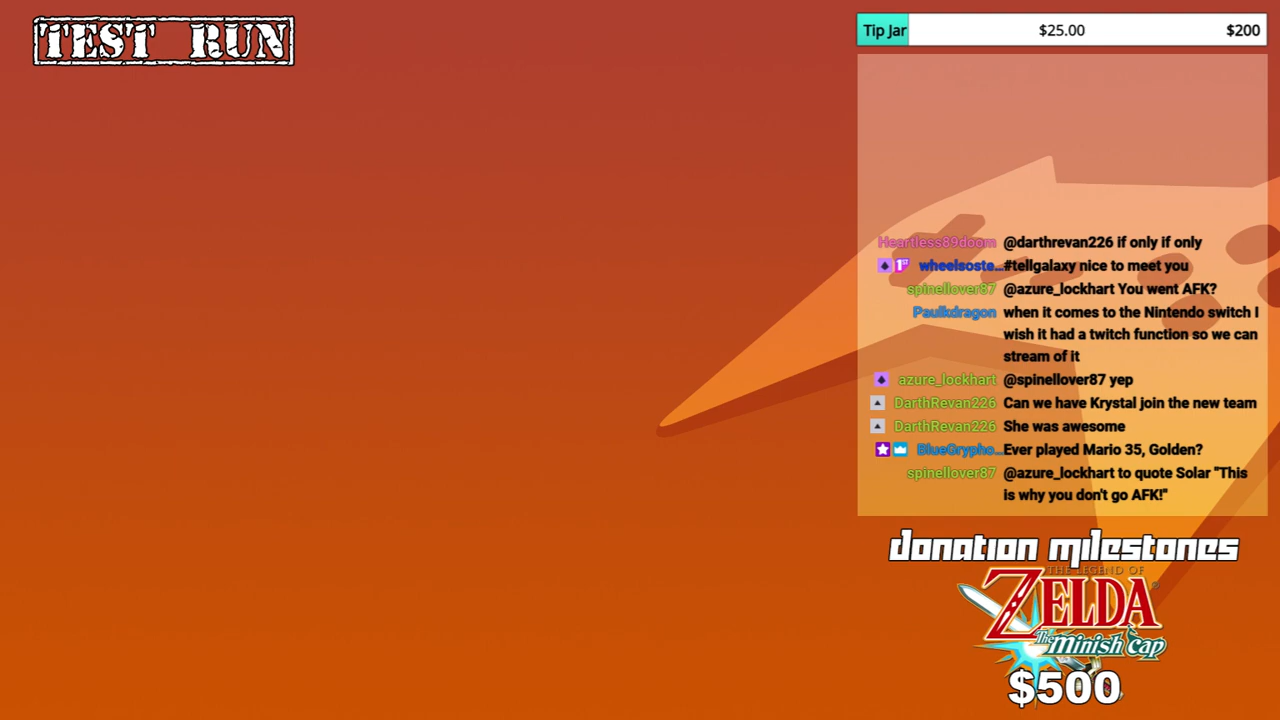 TEST RUN
Tip Jar $25.00 $200
Heartless89doom @darthrevan226 if only if only
1ST wheelsoste... #tellgalaxy nice to meet you
spinellover87 @azure_lockhart You went AFK?
Paulkdragon when it comes to the Nintendo switch I
wish it had a twitch function so we can
stream of it
azure_lockhart @spinellover87 yep
DarthRevan226 Can we have Krystal join the new team
DarthRevan226 She was awesome
BlueGrypho... Ever played Mario 35, Golden?
spinellover87 @azure_lockhart to quote Solar "This
is why you don't go AFK!"
donation milestones
THE LEGEND OF
ZELDA
The Minish Cap
$500